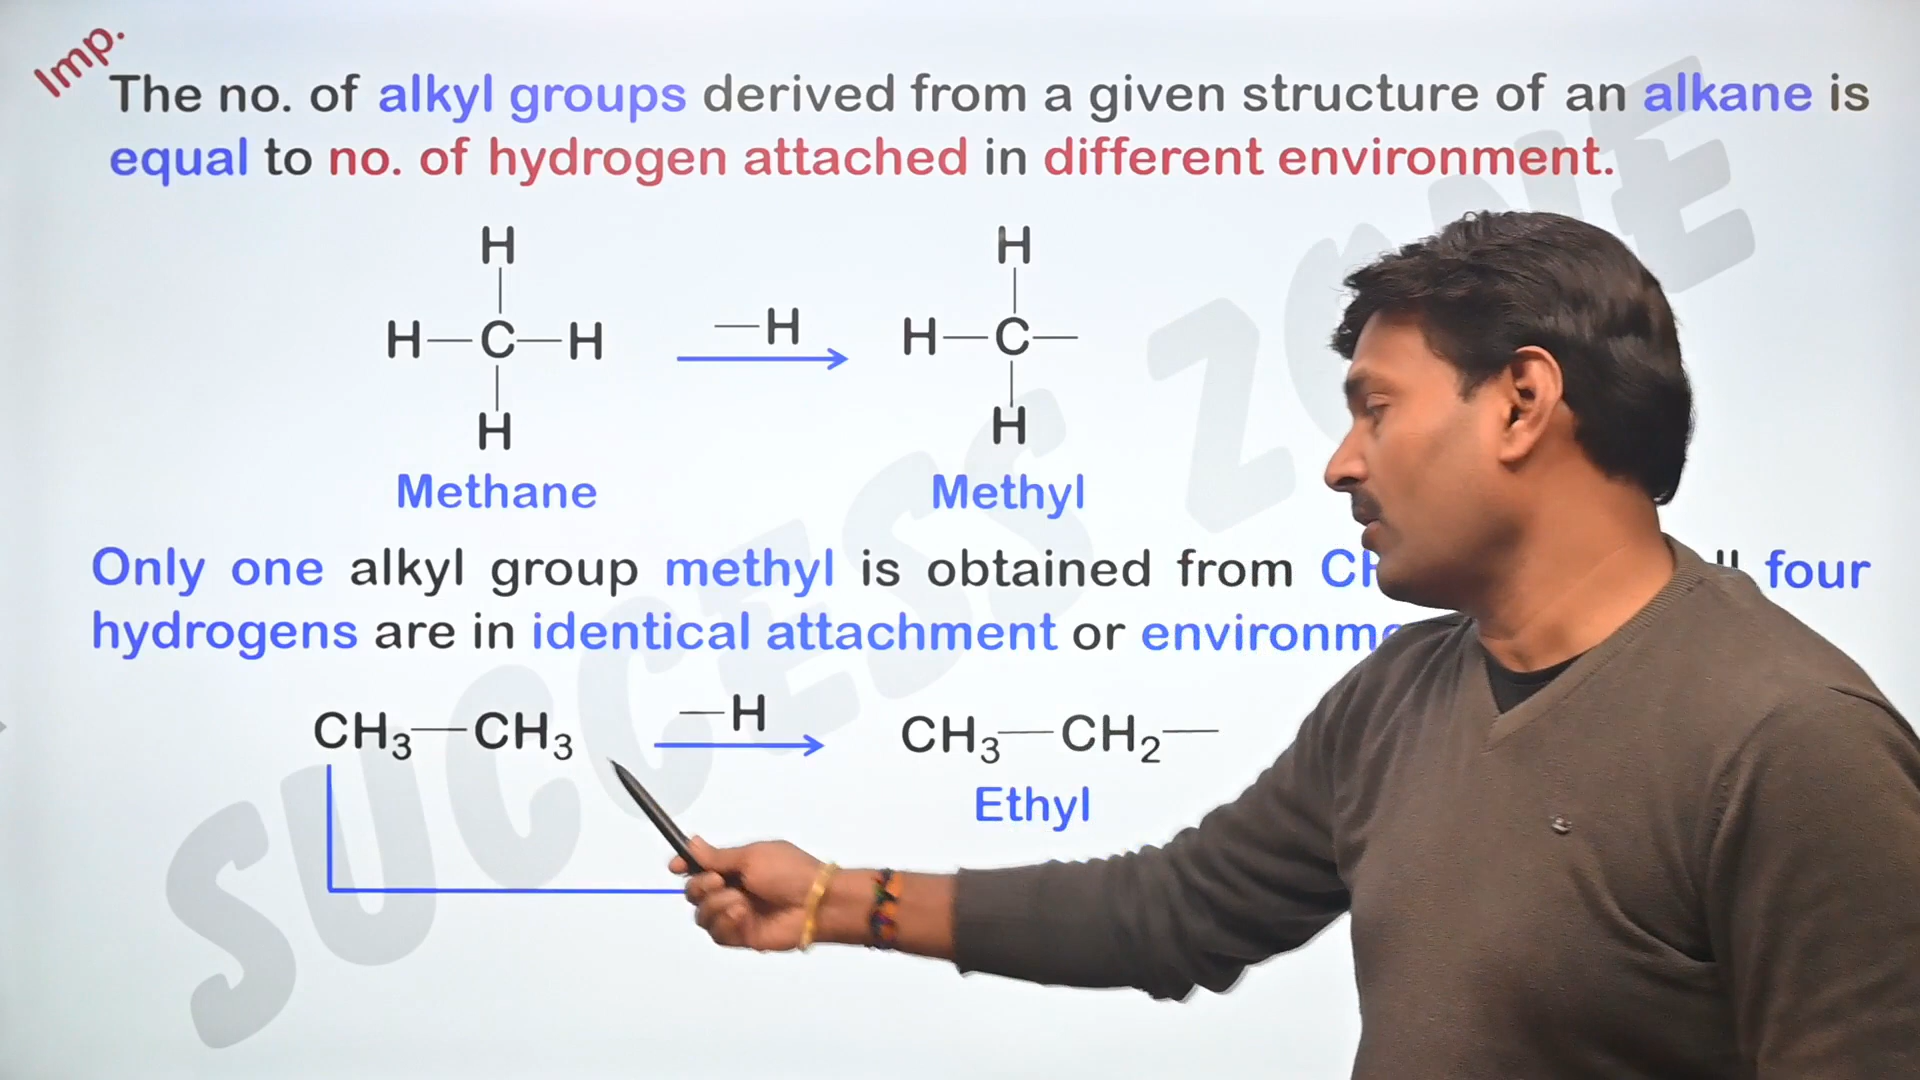 Imp.
The no. of alkyl groups derived from a given structure of an alkane is
equal to no. of hydrogen attached in different environment.
H H
—H
H—C—H H—C—
H H
Methane Methyl
Only one alkyl group methyl is obtained from four
hydrogens are in identical attachment or
—H
CH₃—CH₃ CH₃—CH₂—
Ethyl
SUCCESS ZONE